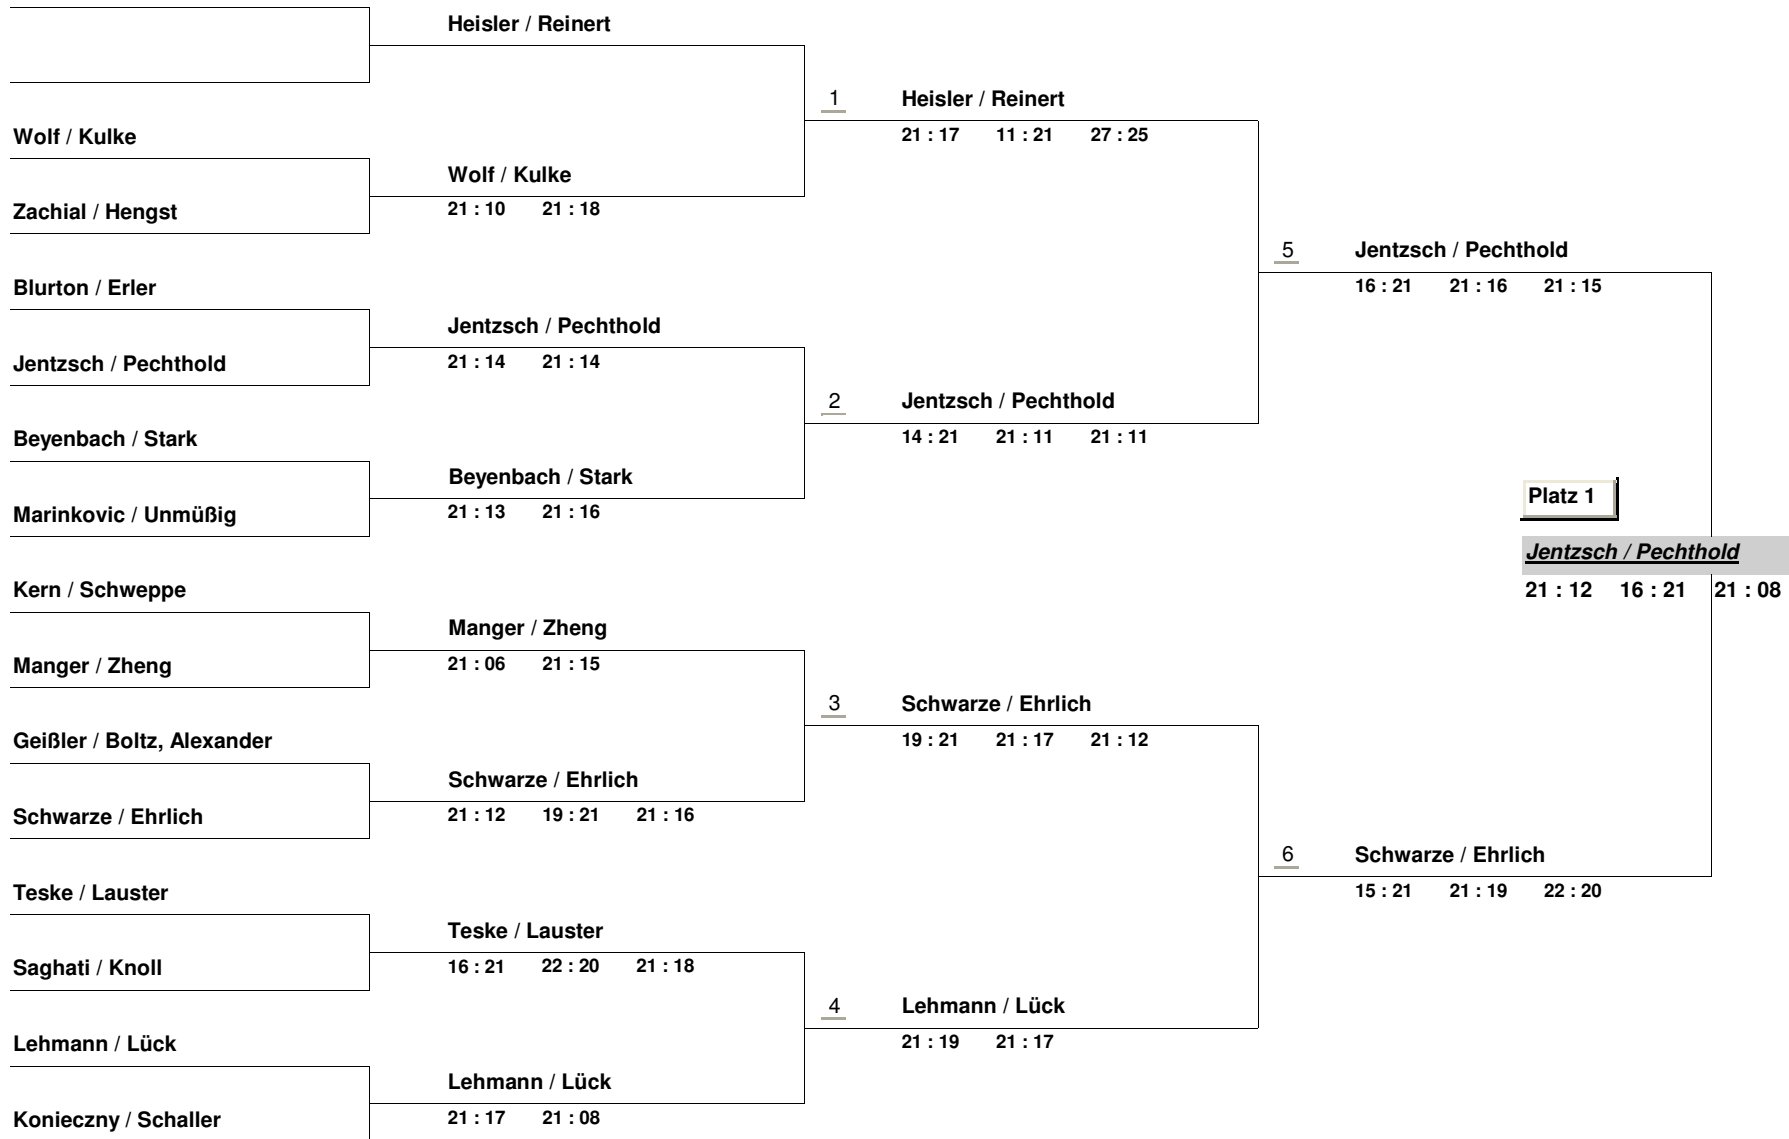 Heisler / Reinert
1 Heisler / Reinert
Wolf / Kulke
21 : 17 11 : 21 27 : 25
Wolf / Kulke
Zachial / Hengst
21 : 10 21 : 18
5 Jentzsch / Pechthold
Blurton / Erler
16 : 21 21 : 16 21 : 15
Jentzsch / Pechthold
Jentzsch / Pechthold
21 : 14 21 : 14
2 Jentzsch / Pechthold
Beyenbach / Stark
14 : 21 21 : 11 21 : 11
Beyenbach / Stark
Platz 1
Marinkovic / Unmüßig
21 : 13 21 : 16
Jentzsch / Pechthold
Kern / Schweppe
21 : 12 16 : 21 21 : 08
Manger / Zheng
Manger / Zheng
21 : 06 21 : 15
3 Schwarze / Ehrlich
Geißler / Boltz, Alexander
19 : 21 21 : 17 21 : 12
Schwarze / Ehrlich
Schwarze / Ehrlich
21 : 12 19 : 21 21 : 16
6 Schwarze / Ehrlich
Teske / Lauster
15 : 21 21 : 19 22 : 20
Teske / Lauster
Saghati / Knoll
16 : 21 22 : 20 21 : 18
4 Lehmann / Lück
Lehmann / Lück
21 : 19 21 : 17
Lehmann / Lück
Konieczny / Schaller
21 : 17 21 : 08